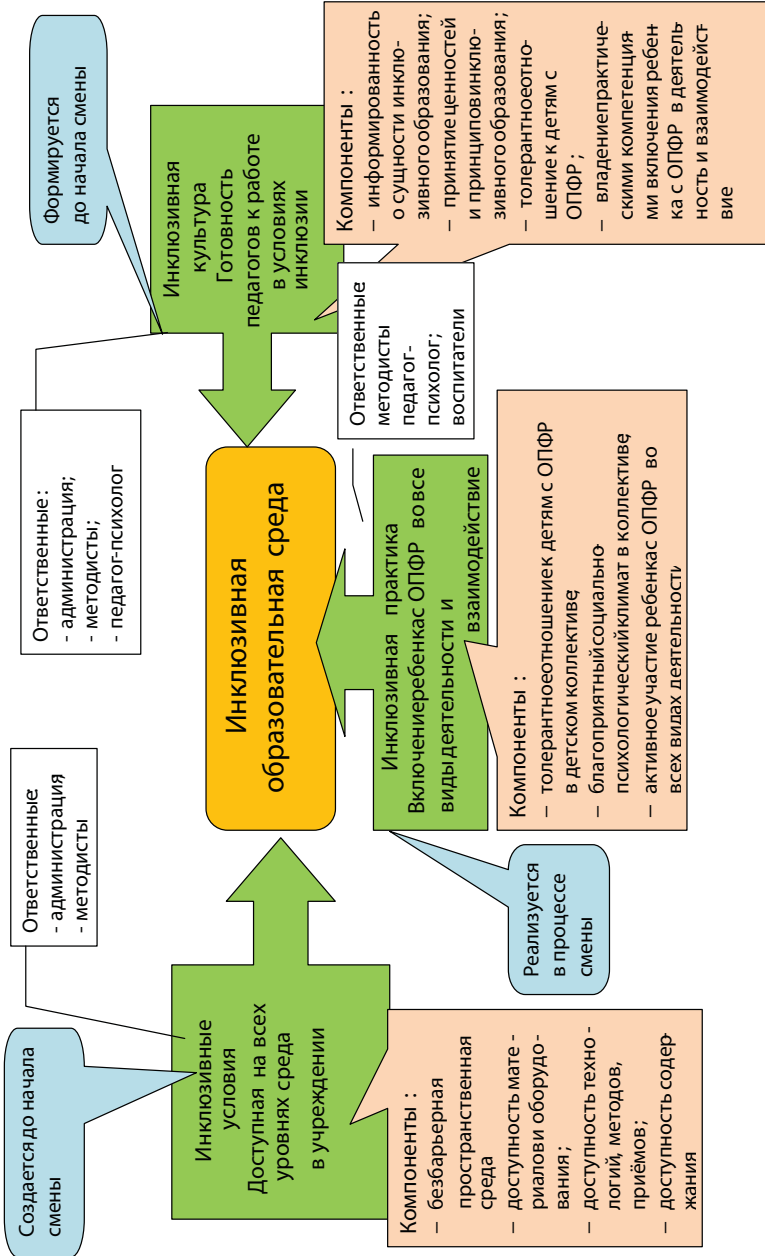 Создается до начала
смены
Ответственные
- администрация
- методисты
Инклюзивные
условия
Доступная на всех
уровнях среда
в учреждении
Компоненты :
– безбарьерная
пространственная
среда
– доступность мате -
риалов и оборудо-
вания;
– доступность техно -
логий, методов,
приёмов;
– доступность содер-
жания
Ответственные :
- администрация;
- методисты;
- педагог-психолог
Формируется
до начала смены
Инклюзивная
образовательная среда
Инклюзивная
культура
Готовность
педагогов к работе
в условиях
инклюзии
Ответственные
методисты
педагог-
психолог;
воспитатели
Инклюзивная практика
Включение ребенка с ОПФР во все
виды деятельности и
взаимодействие
Реализуется
в процессе
смены
Компоненты :
– толерантное отношение к детям с ОПФР
в детском коллективе
– благоприятный социально-
психологический климат в коллективе
– активное участие ребенка с ОПФР во
всех видах деятельности
Компоненты :
– информированность
о сущности инклю-
зивного образования;
– принятие ценностей
и принципов инклю-
зивного образования;
– толерантное отно-
шение к детям с
ОПФР ;
– владение практиче-
скими компетенция-
ми включения ребен-
ка с ОПФР в деятель-
ность и взаимодейст-
вие